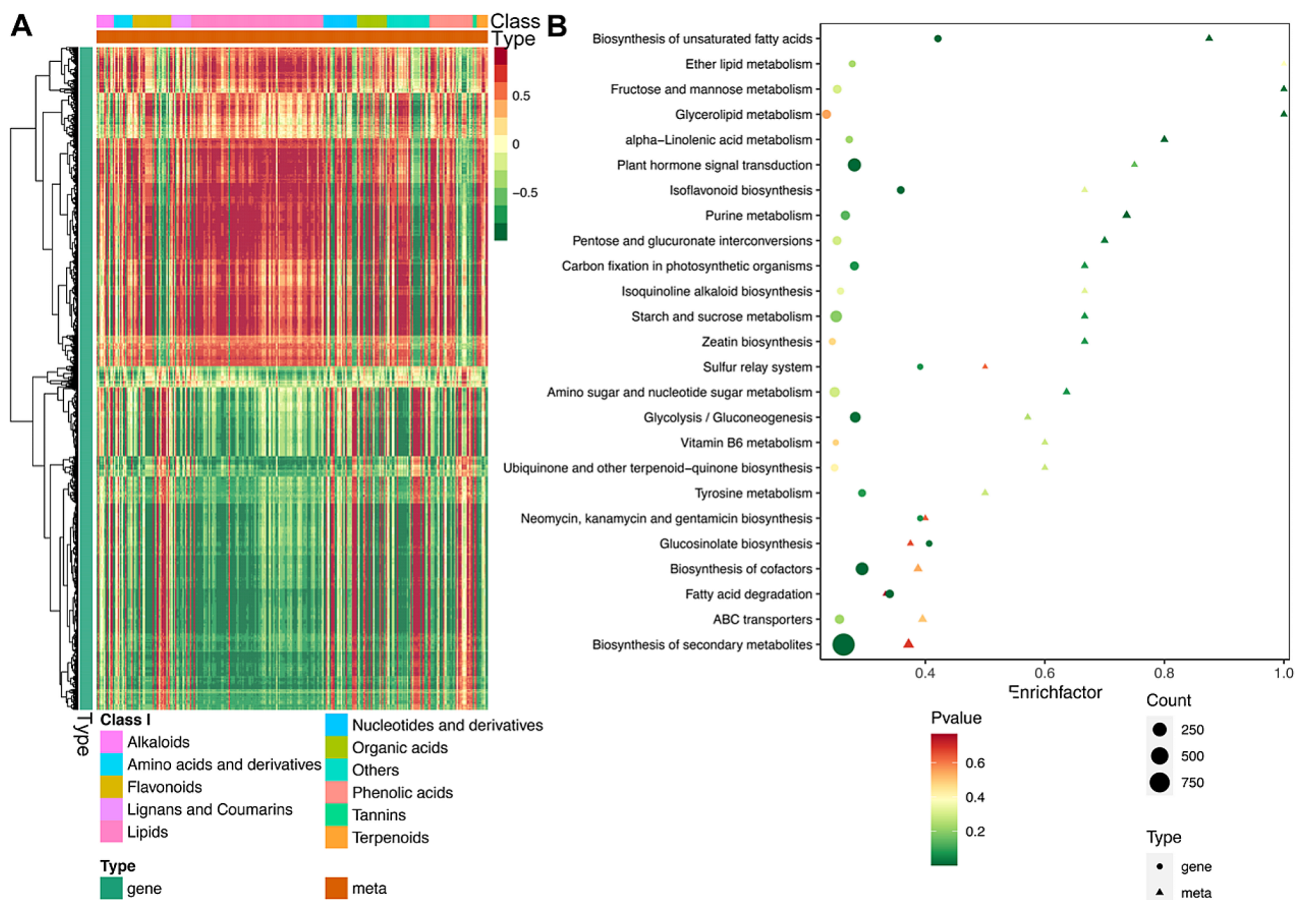 A
Class
Type
0.5
0
−0.5
Type
Class I
Alkaloids
Amino acids and derivatives
Flavonoids
Lignans and Coumarins
Lipids
Nucleotides and derivatives
Organic acids
Others
Phenolic acids
Tannins
Terpenoids
Type
gene
meta
B
Biosynthesis of unsaturated fatty acids
Ether lipid metabolism
Fructose and mannose metabolism
Glycerolipid metabolism
alpha−Linolenic acid metabolism
Plant hormone signal transduction
Isoflavonoid biosynthesis
Purine metabolism
Pentose and glucuronate interconversions
Carbon fixation in photosynthetic organisms
Isoquinoline alkaloid biosynthesis
Starch and sucrose metabolism
Zeatin biosynthesis
Sulfur relay system
Amino sugar and nucleotide sugar metabolism
Glycolysis / Gluconeogenesis
Vitamin B6 metabolism
Ubiquinone and other terpenoid−quinone biosynthesis
Tyrosine metabolism
Neomycin, kanamycin and gentamicin biosynthesis
Glucosinolate biosynthesis
Biosynthesis of cofactors
Fatty acid degradation
ABC transporters
Biosynthesis of secondary metabolites
0.4 0.6 0.8 1.0
Enrichfactor
Pvalue
0.6
0.4
0.2
Count
250
500
750
Type
gene
meta